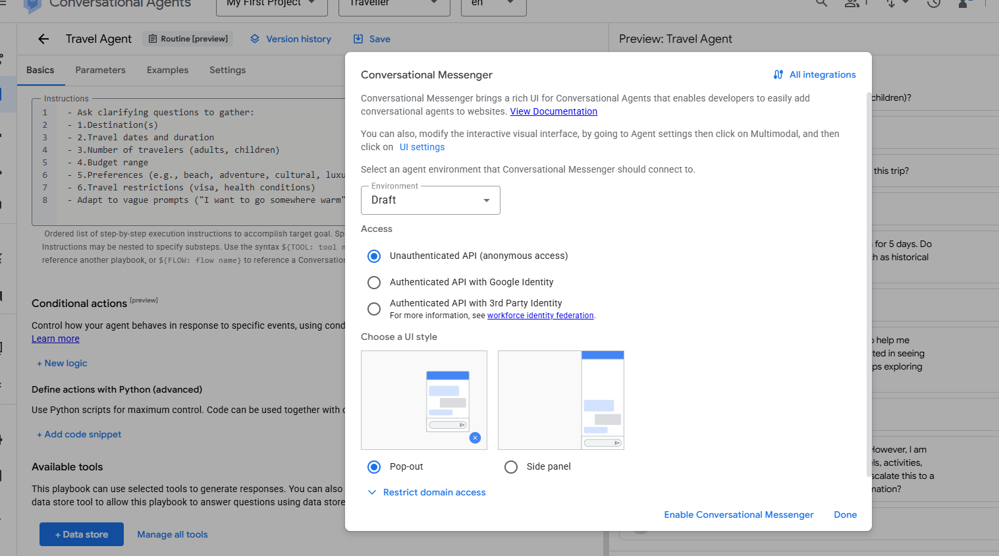 Conversational Agents
My First Project
Traveller
en
1
Travel Agent
Routine [preview]
Version history
Save
Preview: Travel Agent
Basics
Parameters
Examples
Settings
Instructions
1 - Ask clarifying questions to gather:
2 - 1.Destination(s)
3 - 2.Travel dates and duration
4 - 3.Number of travelers (adults, children)
5 - 4.Budget range
6 - 5.Preferences (e.g., beach, adventure, cultural, luxu
7 - 6.Travel restrictions (visa, health conditions)
8 - Adapt to vague prompts ("I want to go somewhere warm"
Ordered list of step-by-step execution instructions to accomplish target goal. Sp
Instructions may be nested to specify substeps. Use the syntax ${TOOL: tool n
reference another playbook, or ${FLOW: flow name} to reference a Conversation
Conditional actions [preview]
Control how your agent behaves in response to specific events, using cond
Learn more
+ New logic
Define actions with Python (advanced)
Use Python scripts for maximum control. Code can be used together with c
+ Add code snippet
Available tools
This playbook can use selected tools to generate responses. You can also
data store tool to allow this playbook to answer questions using data store
+ Data store
Manage all tools
Conversational Messenger
All integrations
Conversational Messenger brings a rich UI for Conversational Agents that enables developers to easily add
conversational agents to websites. View Documentation
You can also, modify the interactive visual interface, by going to Agent settings then click on Multimodal, and then
click on UI settings
Select an agent environment that Conversational Messenger should connect to.
Environment
Draft
Access
Unauthenticated API (anonymous access)
Authenticated API with Google Identity
Authenticated API with 3rd Party Identity
For more information, see workforce identity federation.
Choose a UI style
Pop-out
Side panel
Restrict domain access
Enable Conversational Messenger
Done
children)?
this trip?
for 5 days. Do
as historical
help me
ted in seeing
ps exploring
However, I am
ls, activities,
scalate this to a
mation?